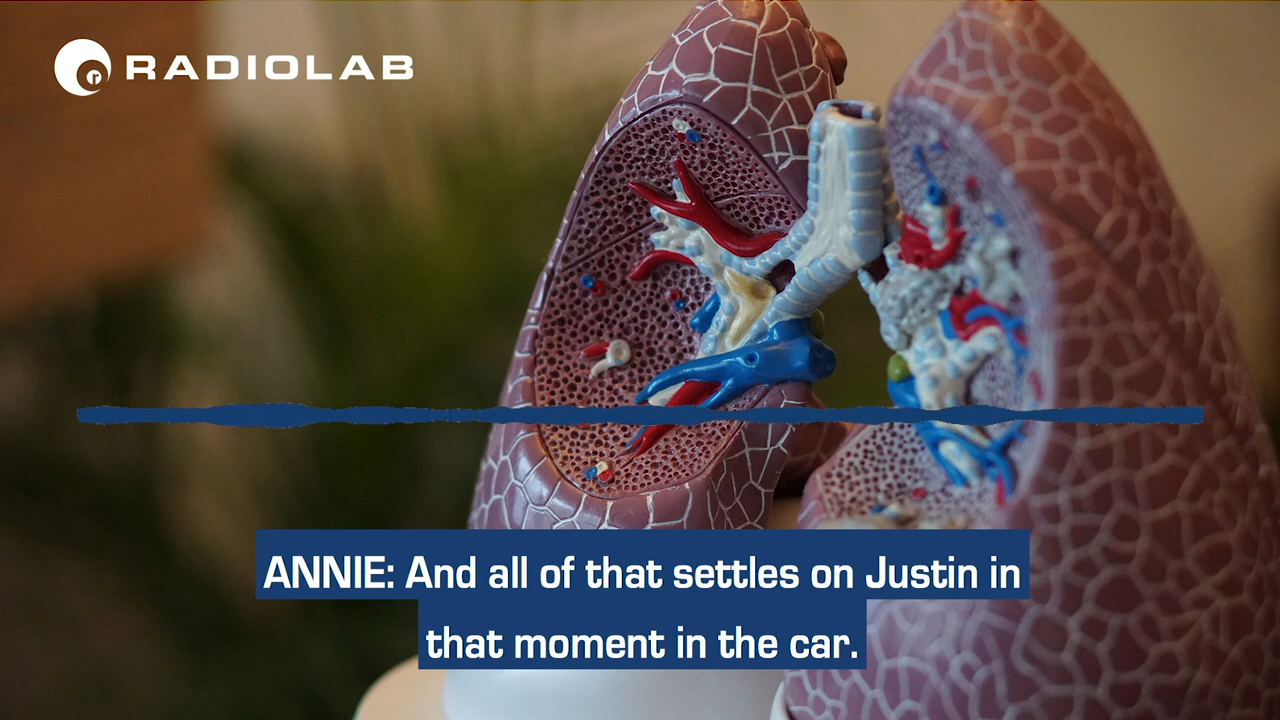 RADIOLAB
ANNIE: And all of that settles on Justin in
that moment in the car.